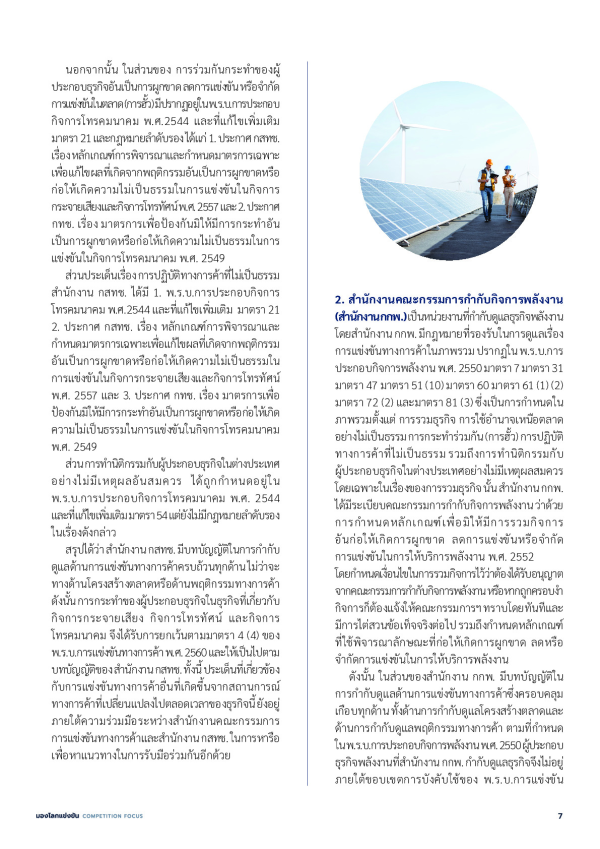 นอกจากนั้น ในส่วนของ การร่วมกันกระทำของผู้
ประกอบธุรกิจอันเป็นการผูกขาด ลดการแข่งขัน หรือจำกัด
การแข่งขันในตลาด (การฮั้ว) มีปรากฏอยู่ใน พ.ร.บ.การประกอบ
กิจการโทรคมนาคม พ.ศ.2544 และที่แก้ไขเพิ่มเติม
มาตรา 21 และกฎหมายลำดับรอง ได้แก่ 1. ประกาศ กสทช.
เรื่อง หลักเกณฑ์การพิจารณาและกำหนดมาตรการเฉพาะ
เพื่อแก้ไขผลที่เกิดจากพฤติกรรมอันเป็นการผูกขาดหรือ
ก่อให้เกิดความไม่เป็นธรรมในการแข่งขันในกิจการ
กระจายเสียงและกิจการโทรทัศน์ พ.ศ. 2557 และ 2. ประกาศ
กทช. เรื่อง มาตรการเพื่อป้องกันมิให้มีการกระทำอัน
เป็นการผูกขาดหรือก่อให้เกิดความไม่เป็นธรรมในการ
แข่งขันในกิจการโทรคมนาคม พ.ศ. 2549
ส่วนประเด็นเรื่อง การปฏิบัติทางการค้าที่ไม่เป็นธรรม
สำนักงาน กสทช. ได้มี 1. พ.ร.บ.การประกอบกิจการ
โทรคมนาคม พ.ศ.2544 และที่แก้ไขเพิ่มเติม มาตรา 21
2. ประกาศ กสทช. เรื่อง หลักเกณฑ์การพิจารณาและ
กำหนดมาตรการเฉพาะเพื่อแก้ไขผลที่เกิดจากพฤติกรรม
อันเป็นการผูกขาดหรือก่อให้เกิดความไม่เป็นธรรมใน
การแข่งขันในกิจการกระจายเสียงและกิจการโทรทัศน์
พ.ศ. 2557 และ 3. ประกาศ กทช. เรื่อง มาตรการเพื่อ
ป้องกันมิให้มีการกระทำอันเป็นการผูกขาดหรือก่อให้เกิด
ความไม่เป็นธรรมในการแข่งขันในกิจการโทรคมนาคม
พ.ศ. 2549
ส่วน การทำนิติกรรมกับผู้ประกอบธุรกิจในต่างประเทศ
อย่างไม่มีเหตุผลอันสมควร ได้ถูกกำหนดอยู่ใน
พ.ร.บ.การประกอบกิจการโทรคมนาคม พ.ศ. 2544
และที่แก้ไขเพิ่มเติม มาตรา 54 แต่ยังไม่มีกฎหมายลำดับรอง
ในเรื่องดังกล่าว
สรุปได้ว่า สำนักงาน กสทช. มีบทบัญญัติในการกำกับ
ดูแลด้านการแข่งขันทางการค้าครบถ้วนทุกด้าน ไม่ว่าจะ
ทางด้านโครงสร้างตลาดหรือด้านพฤติกรรมทางการค้า
ดังนั้น การกระทำของผู้ประกอบธุรกิจในธุรกิจที่เกี่ยวกับ
กิจการกระจายเสียง กิจการโทรทัศน์ และกิจการ
โทรคมนาคม จึงได้รับการยกเว้นตามมาตรา 4 (4) ของ
พ.ร.บ.การแข่งขันทางการค้า พ.ศ. 2560 และให้เป็นไปตาม
บทบัญญัติของ สำนักงาน กสทช. ทั้งนี้ ประเด็นที่เกี่ยวข้อง
กับการแข่งขันทางการค้าอื่นที่เกิดขึ้นจากสถานการณ์
ทางการค้าที่เปลี่ยนแปลงไปตลอดเวลาของธุรกิจนี้ ยังอยู่
ภายใต้ความร่วมมือระหว่างสำนักงานคณะกรรมการ
การแข่งขันทางการค้าและสำนักงาน กสทช. ในการหารือ
เพื่อหาแนวทางในการรับมือร่วมกันอีกด้วย
2. สำนักงานคณะกรรมการกำกับกิจการพลังงาน
(สำนักงาน กกพ.) เป็นหน่วยงานที่กำกับดูแลธุรกิจพลังงาน
โดยสำนักงาน กกพ. มีกฎหมายที่รองรับในการดูแลเรื่อง
การแข่งขันทางการค้าในภาพรวม ปรากฏใน พ.ร.บ.การ
ประกอบกิจการพลังงาน พ.ศ. 2550 มาตรา 7 มาตรา 31
มาตรา 47 มาตรา 51 (10) มาตรา 60 มาตรา 61 (1) (2)
มาตรา 72 (2) และมาตรา 81 (3) ซึ่งเป็นการกำหนดใน
ภาพรวมตั้งแต่ การรวมธุรกิจ การใช้อำนาจเหนือตลาด
อย่างไม่เป็นธรรม การกระทำร่วมกัน (การฮั้ว) การปฏิบัติ
ทางการค้าที่ไม่เป็นธรรม รวมถึงการทำนิติกรรมกับ
ผู้ประกอบธุรกิจในต่างประเทศอย่างไม่มีเหตุผลสมควร
โดยเฉพาะในเรื่องของการรวมธุรกิจ นั้น สำนักงาน กกพ.
ได้มีระเบียบคณะกรรมการกำกับกิจการพลังงาน ว่าด้วย
การกำหนดหลักเกณฑ์เพื่อมิให้มีการรวมกิจการ
อันก่อให้เกิดการผูกขาด ลดการแข่งขันหรือจำกัด
การแข่งขันในการให้บริการพลังงาน พ.ศ. 2552
โดยกำหนดเงื่อนไขในการรวมกิจการไว้ว่าต้องได้รับอนุญาต
จากคณะกรรมการกำกับกิจการพลังงาน หรือหากถูกครอบงำ
กิจการก็ต้องแจ้งให้คณะกรรมการฯ ทราบโดยทันทีและ
มีการไต่สวนข้อเท็จจริงต่อไป รวมถึงกำหนดหลักเกณฑ์
ที่ใช้พิจารณาลักษณะที่ก่อให้เกิดการผูกขาด ลดหรือ
จำกัดการแข่งขันในการให้บริการพลังงาน
ดังนั้น ในส่วนของสำนักงาน กกพ. มีบทบัญญัติใน
การกำกับดูแลด้านการแข่งขันทางการค้าซึ่งครอบคลุม
เกือบทุกด้าน ทั้งด้านการกำกับดูแลโครงสร้างตลาดและ
ด้านการกำกับดูแลพฤติกรรมทางการค้า ตามที่กำหนด
ใน พ.ร.บ.การประกอบกิจการพลังงาน พ.ศ. 2550 ผู้ประกอบ
ธุรกิจพลังงานที่สำนักงาน กกพ. กำกับดูแลธุรกิจจึงไม่อยู่
ภายใต้ขอบเขตการบังคับใช้ของ พ.ร.บ.การแข่งขัน
มองโลกแข่งขัน COMPETITION FOCUS
7